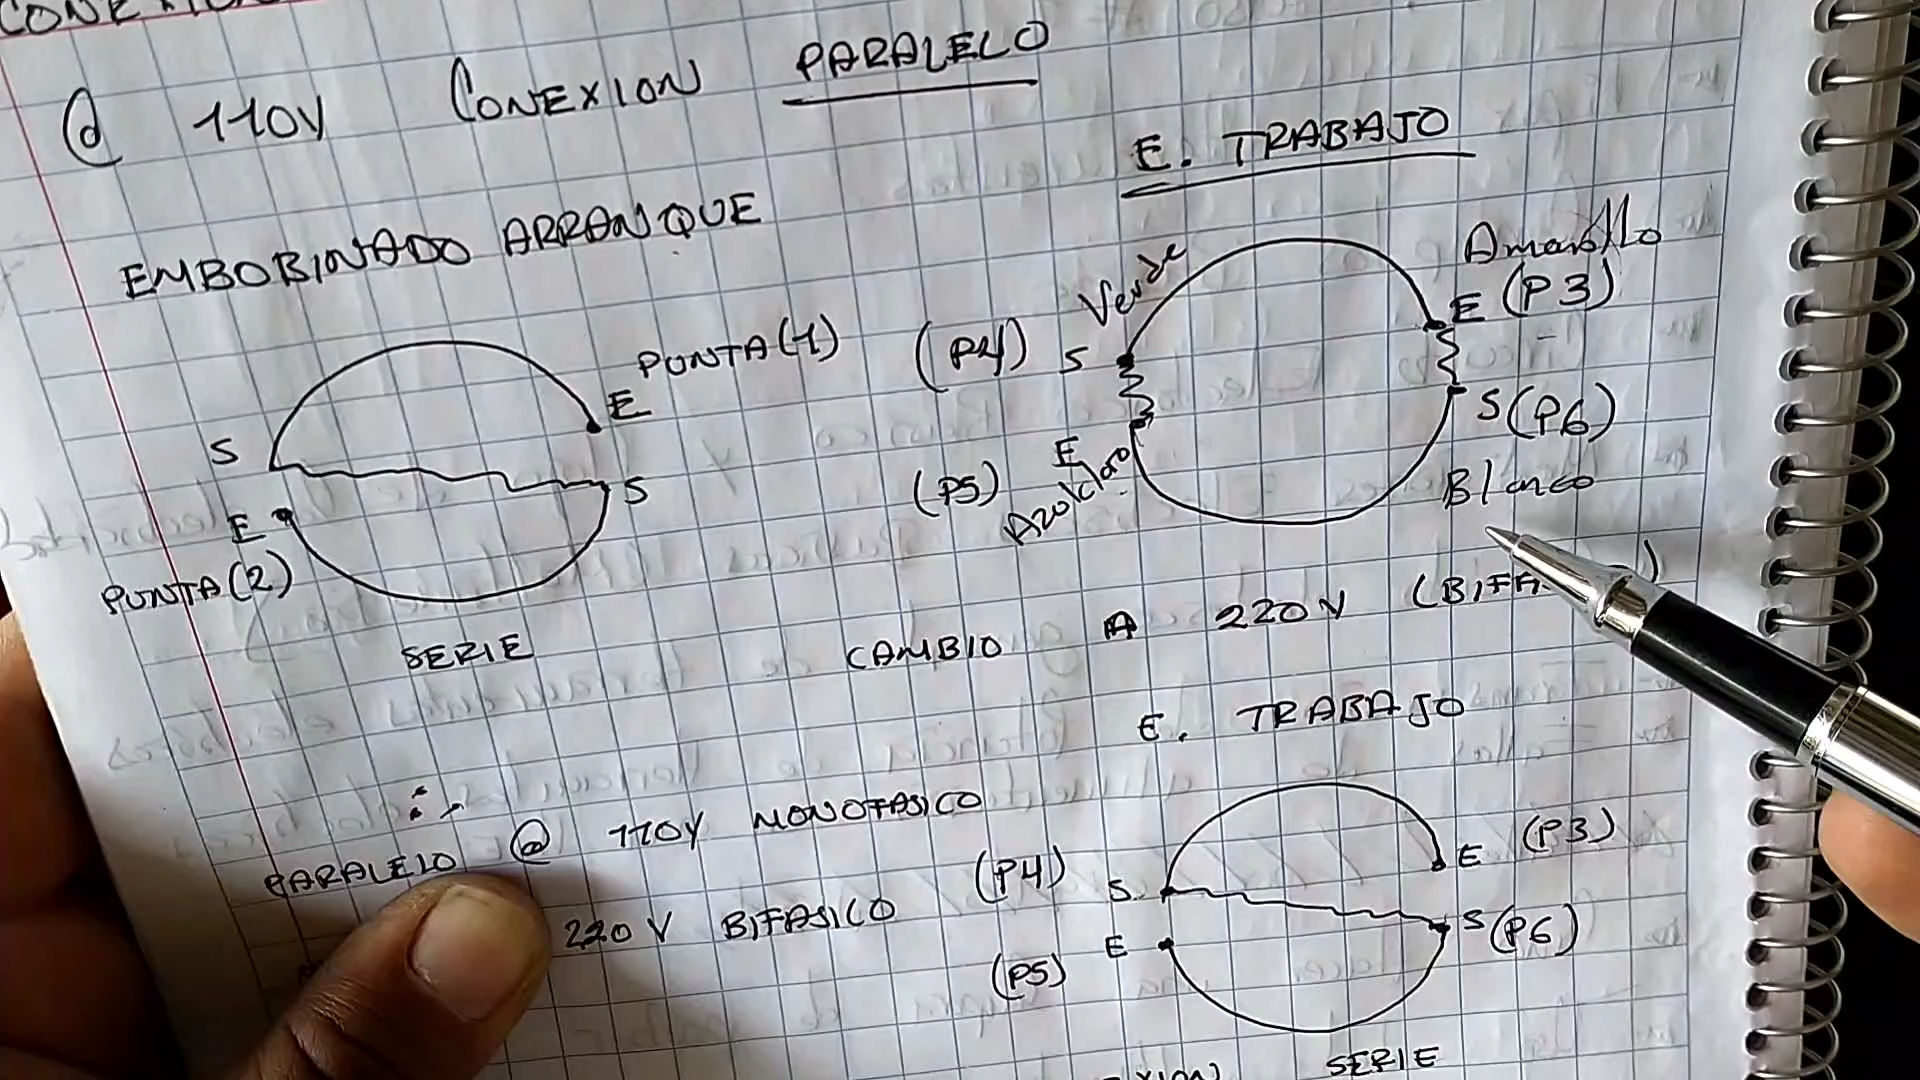 @ 110V CONEXION PARALELO
E. TRABAJO
EMBOBINADO ARRANQUE
Verde
Amarillo
E (P3)
PUNTA (1)
E
(P4) S
S
S
S (P6)
E
(P5)
E
Azul claro
Blanco
PUNTA (2)
SERIE
CAMBIO A 220V
E. TRABAJO
PARALELO @ 110V MONOFASICO
220V BIFASICO
(P4) S
E (P3)
S (P6)
(P5) E
SERIE